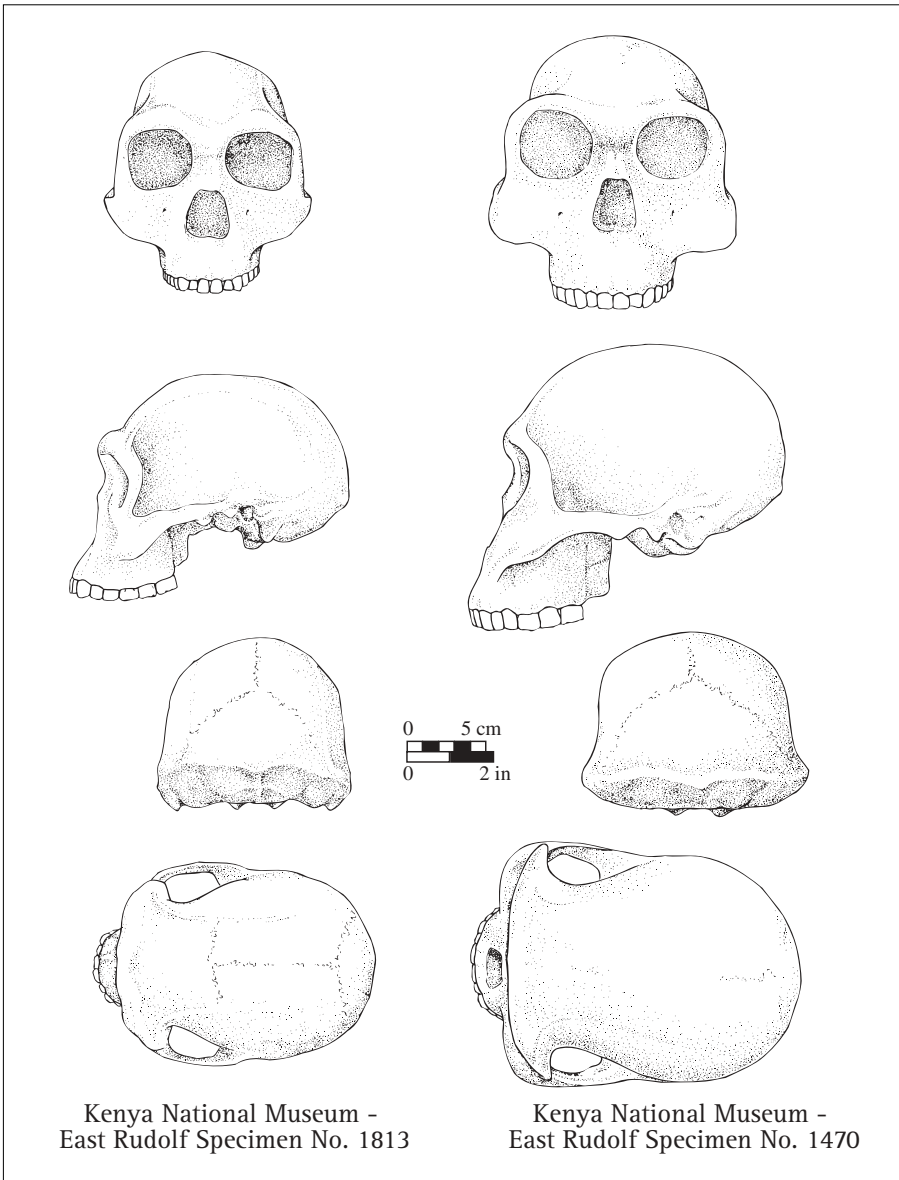 0 5 cm
0 2 in
Kenya National Museum -
East Rudolf Specimen No. 1813
Kenya National Museum -
East Rudolf Specimen No. 1470